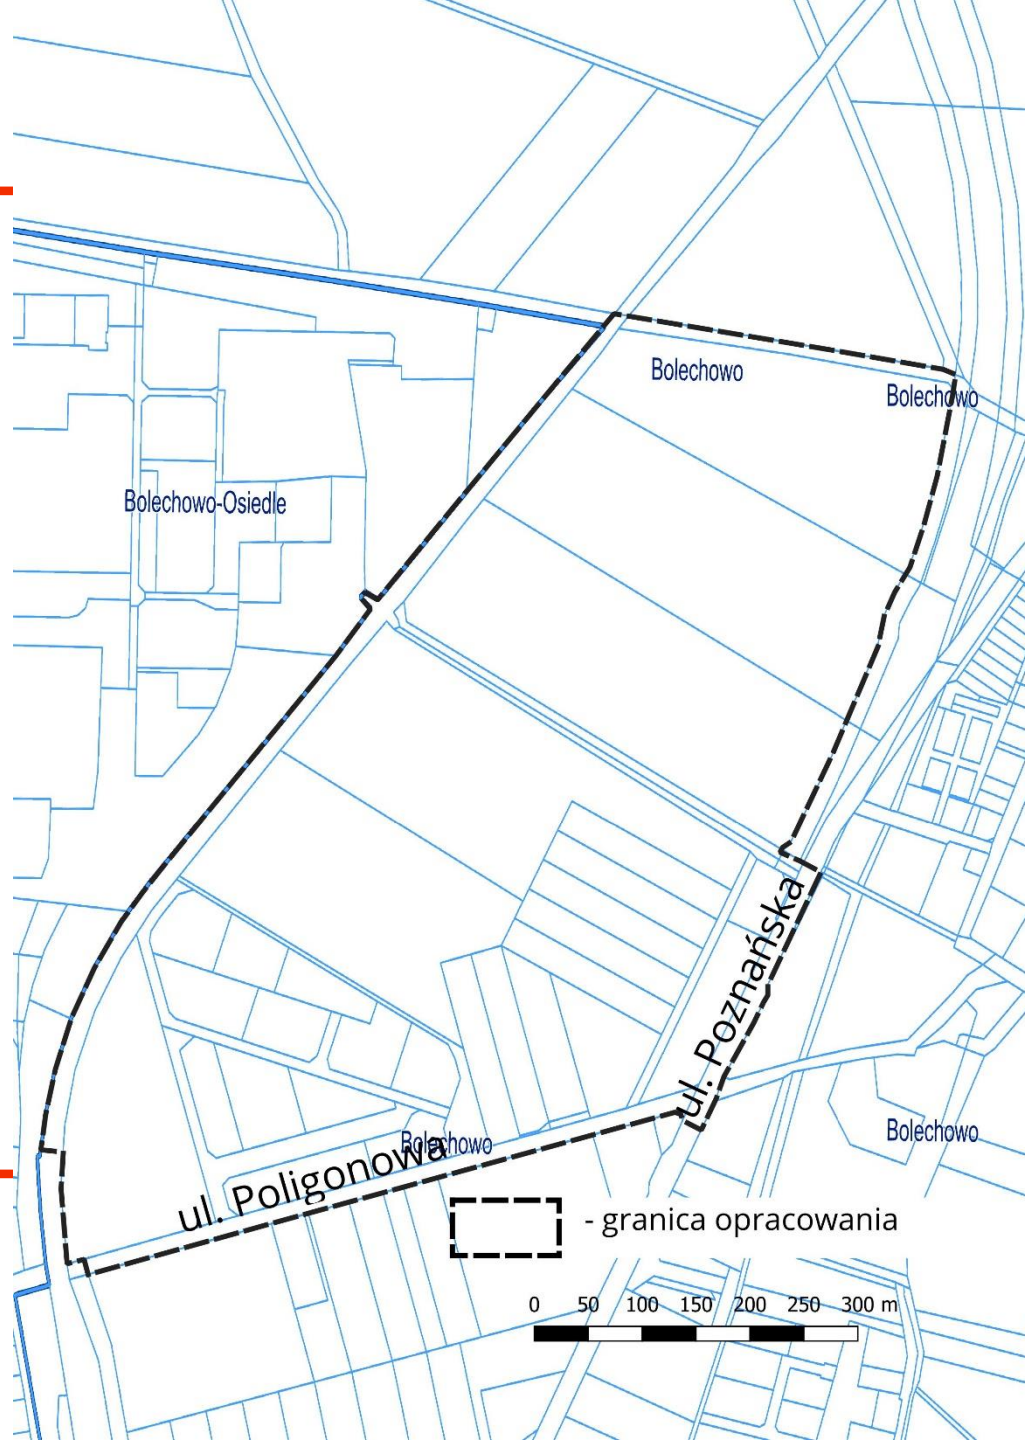 Bolechowo
Bolechowo
Bolechowo-Osiedle
ul. Poznańska
Bolechowo
Bolechowo
ul. Poligonowa
- granica opracowania
0 50 100 150 200 250 300 m